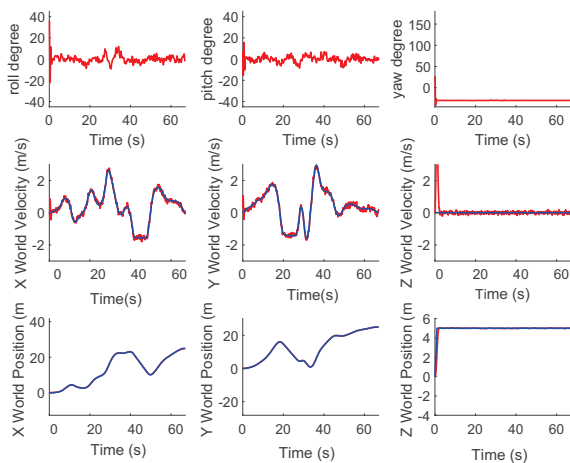 40
20
0
-20
-40
roll degree
0 20 40 60
Time (s)
40
20
0
-20
-40
pitch degree
0 20 40 60
Time (s)
150
100
50
0
yaw degree
0 20 40 60
Time (s)
2
0
-2
X World Velocity (m/s)
0 20 40 60
Time(s)
2
0
-2
Y World Velocity (m/s)
0 20 40 60
Time (s)
2
0
-2
Z World Velocity (m/s)
0 20 40 60
Time (s)
40
20
0
X World Position (m
0 20 40 60
Time (s)
20
0
-20
Y World Position (m
0 20 40 60
Time (s)
6
4
2
0
-2
-4
Z World Position (m
0 20 40 60
Time (s)